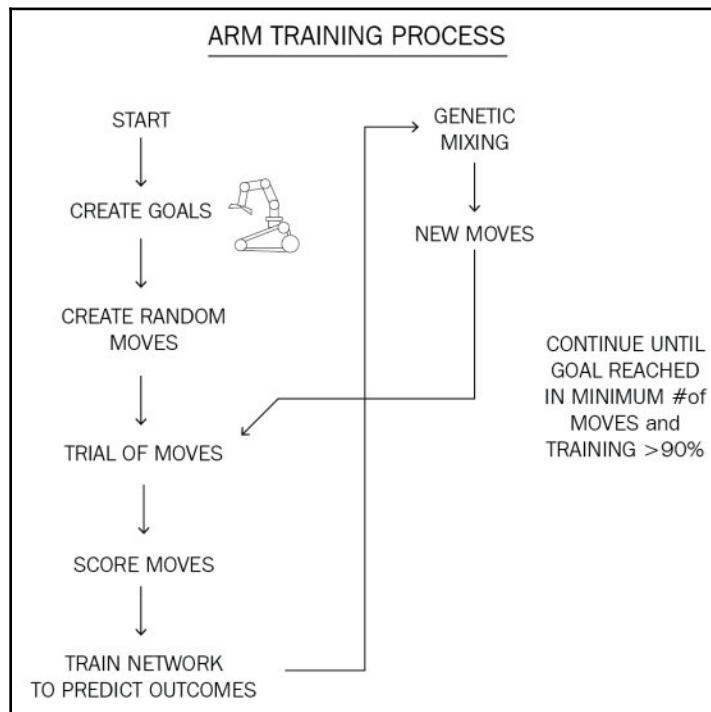 ARM TRAINING PROCESS
START
CREATE GOALS
CREATE RANDOM
MOVES
TRIAL OF MOVES
SCORE MOVES
TRAIN NETWORK
TO PREDICT OUTCOMES
GENETIC
MIXING
NEW MOVES
CONTINUE UNTIL
GOAL REACHED
IN MINIMUM #of
MOVES and
TRAINING >90%